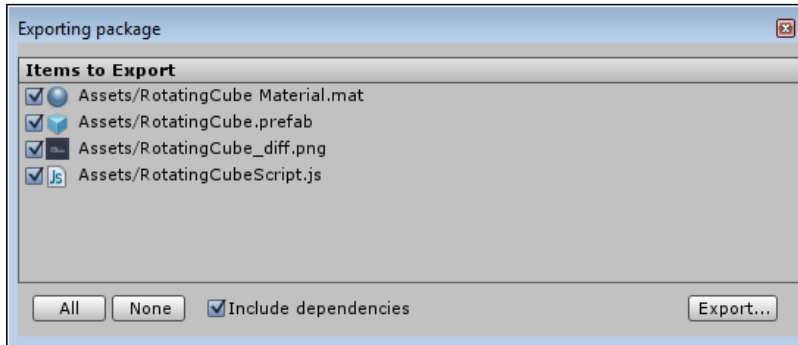 Exporting package
Items to Export
Assets/RotatingCube Material.mat
Assets/RotatingCube.prefab
Assets/RotatingCube_diff.png
Js Assets/RotatingCubeScript.js
All None Include dependencies Export...